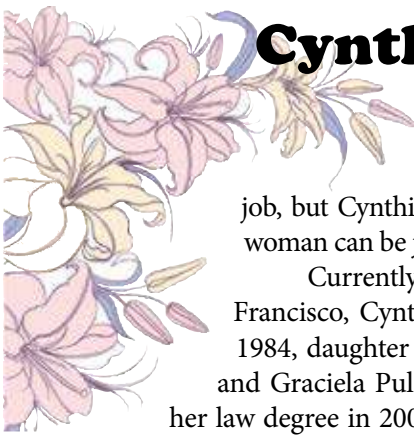 Cynth
job, but Cynthi
woman can be
Currently
Francisco, Cynt
1984, daughter
and Graciela Pul
her law degree in 200